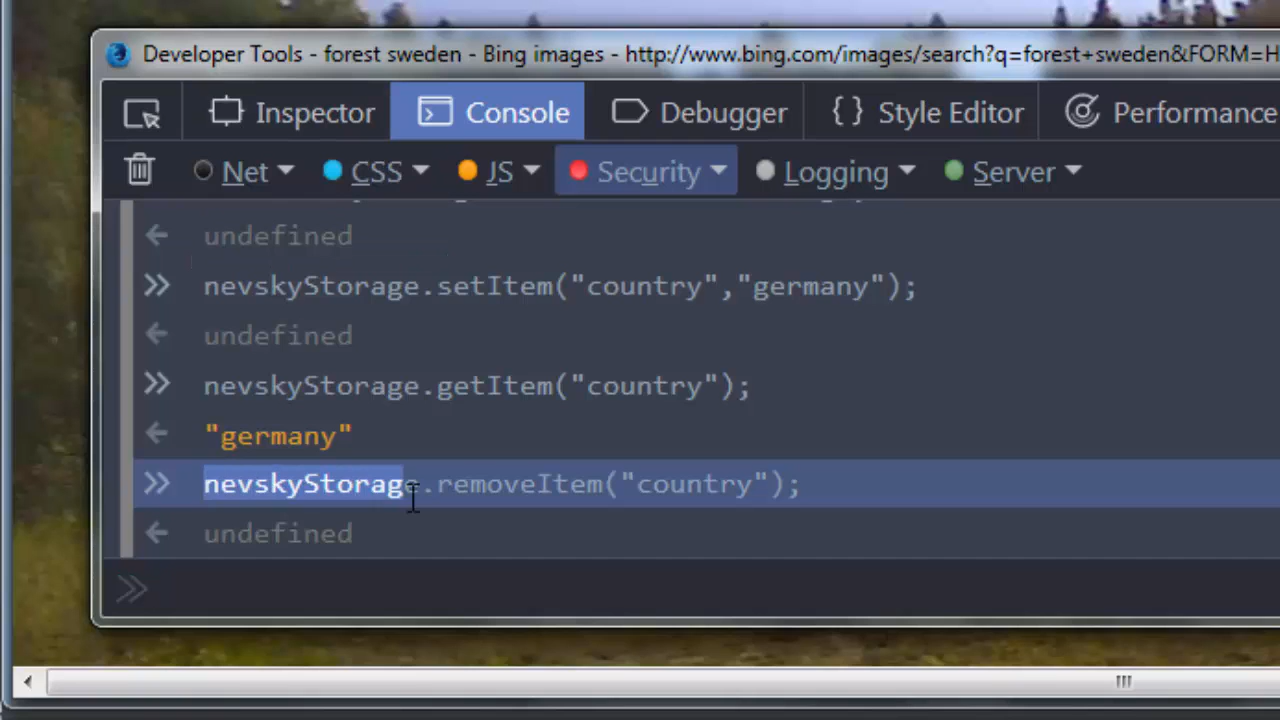 Developer Tools - forest sweden - Bing images - http://www.bing.com/images/search?q=forest+sweden&FORM=H
Inspector Console Debugger { } Style Editor Performance
Net CSS JS Security Logging Server
undefined
nevskyStorage.setItem("country","germany");
undefined
nevskyStorage.getItem("country");
"germany"
nevskyStorage.removeItem("country");
undefined